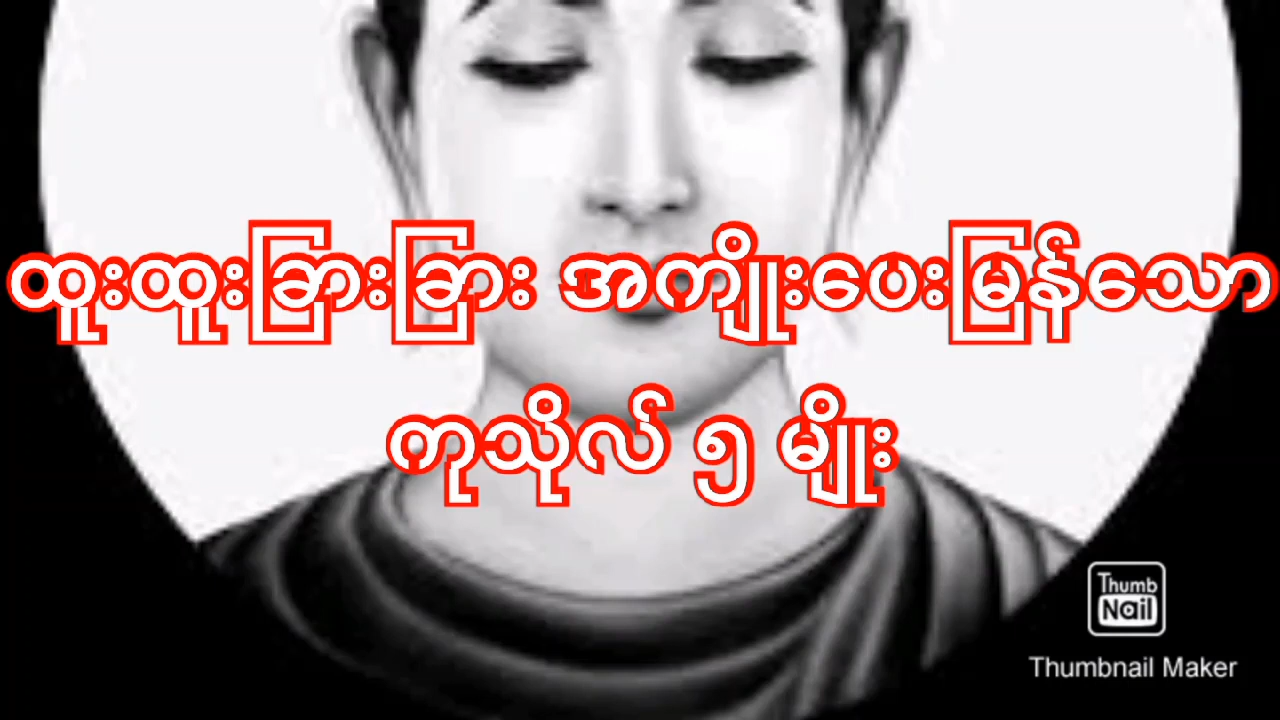 ထူးထူးခြားခြား အကျိုးပေးမြန်သော
ကုသိုလ် ၅ မျိုး
Thumb
Nail
Thumbnail Maker